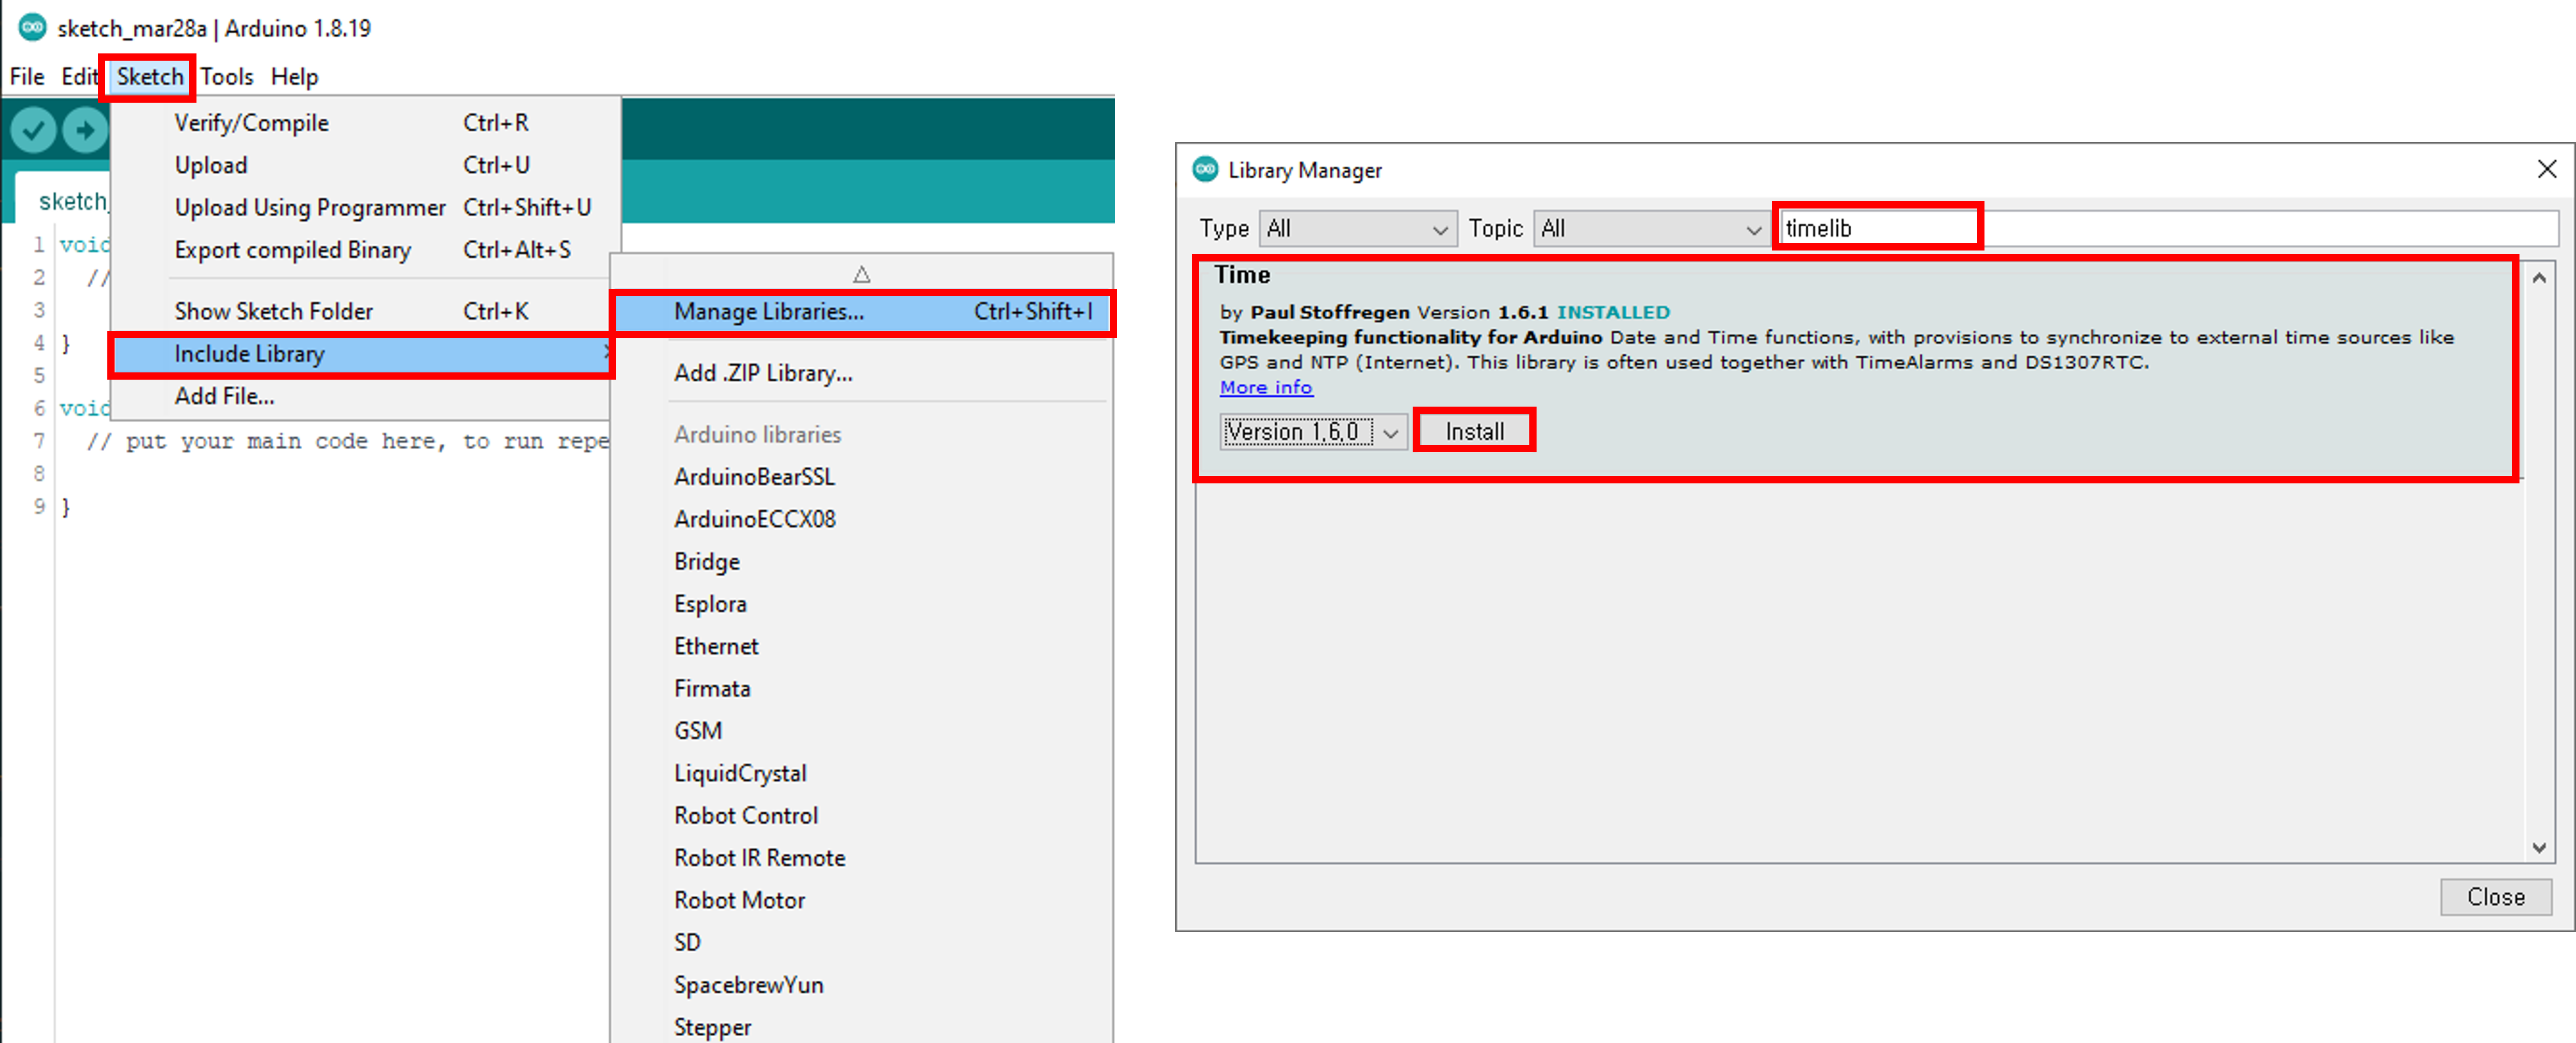 sketch_mar28a | Arduino 1.8.19
File Edit Sketch Tools Help
Verify/Compile Ctrl+R
Upload Ctrl+U
Upload Using Programmer Ctrl+Shift+U
Export compiled Binary Ctrl+Alt+S
Show Sketch Folder Ctrl+K
Include Library
Add File...
sketch_
1 void
2 //
3
4 }
5
6 void
7 // put your main code here, to run repe
8
9 }
Manage Libraries... Ctrl+Shift+I
Add .ZIP Library...
Arduino libraries
ArduinoBearSSL
ArduinoECCX08
Bridge
Esplora
Ethernet
Firmata
GSM
LiquidCrystal
Robot Control
Robot IR Remote
Robot Motor
SD
SpacebrewYun
Stepper
Library Manager
Type All Topic All timelib
Time
by Paul Stoffregen Version 1.6.1 INSTALLED
Timekeeping functionality for Arduino Date and Time functions, with provisions to synchronize to external time sources like
GPS and NTP (Internet). This library is often used together with TimeAlarms and DS1307RTC.
More info
Version 1.6.0 Install
Close